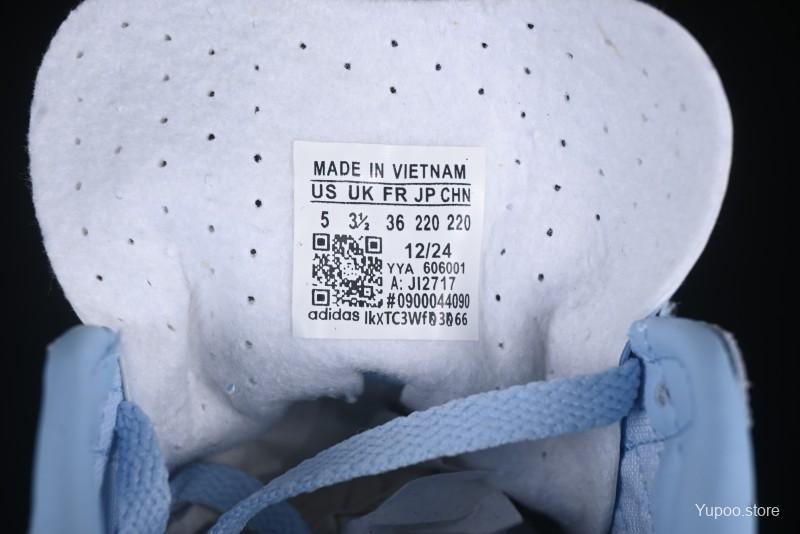 MADE IN VIETNAM
US UK FR JP CHN
5 3½ 36 220 220
12/24
YYA 606001
A: JI2717
#0900044090
adidas IkxTC3Wf03066
Yupoo.store